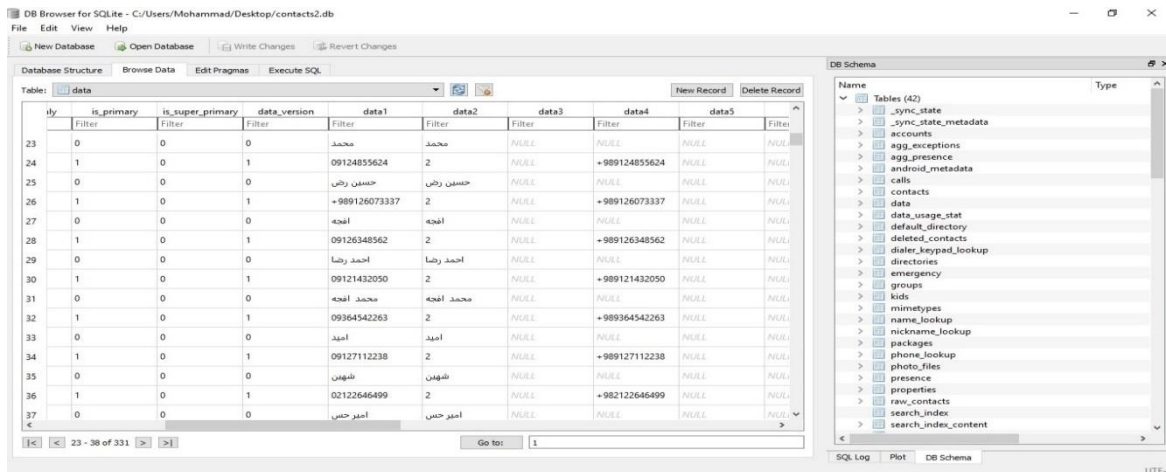 DB Browser for SQLite - C:/Users/Mohammad/Desktop/contacts2.db
File Edit View Help
New Database Open Database Write Changes Revert Changes
Database Structure Browse Data Edit Pragmas Execute SQL DB Schema
Table: data New Record Delete Record
is_primary is_super_primary data_version data1 data2 data3 data4 data5
Filter Filter Filter Filter Filter Filter Filter Filter
23 0 0 0 محمد محمد NULL NULL NULL
24 1 0 1 09124855624 2 NULL +989124855624 NULL
25 0 0 0 حسین رض حسین رض NULL NULL NULL
26 1 0 1 +989126073337 2 NULL +989126073337 NULL
27 0 0 0 افجه افجه NULL NULL NULL
28 1 0 1 09126348562 2 NULL +989126348562 NULL
29 0 0 0 احمد رضا احمد رضا NULL NULL NULL
30 1 0 1 09121432050 2 NULL +989121432050 NULL
31 0 0 0 محمد افجه محمد افجه NULL NULL NULL
32 1 0 1 09364542263 2 NULL +989364542263 NULL
33 0 0 0 امید امید NULL NULL NULL
34 1 0 1 09127112238 2 NULL +989127112238 NULL
35 0 0 0 شهین شهین NULL NULL NULL
36 1 0 1 02122646499 2 NULL +982122646499 NULL
37 0 0 0 امیر حس امیر حس NULL NULL NULL
23 - 38 of 331 Go to: 1
Name Type
Tables (42)
_sync_state
_sync_state_metadata
accounts
agg_exceptions
agg_presence
android_metadata
calls
contacts
data
data_usage_stat
default_directory
deleted_contacts
dialer_keypad_lookup
directories
emergency
groups
kids
mimetypes
name_lookup
nickname_lookup
packages
phone_lookup
photo_files
presence
properties
raw_contacts
search_index
search_index_content
SQL Log Plot DB Schema